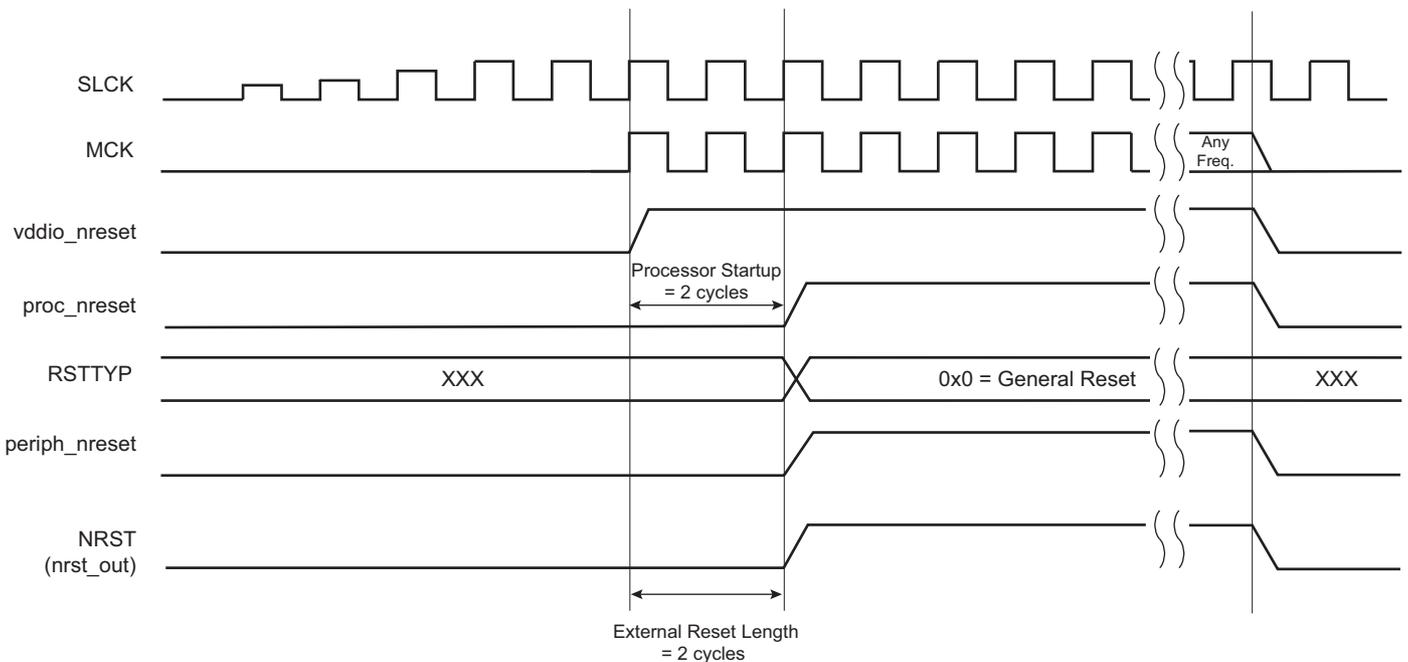 SLCK
MCK
Any
Freq.
vddio_nreset
Processor Startup
= 2 cycles
proc_nreset
RSTTYP
XXX
0x0 = General Reset
XXX
periph_nreset
NRST
(nrst_out)
External Reset Length
= 2 cycles